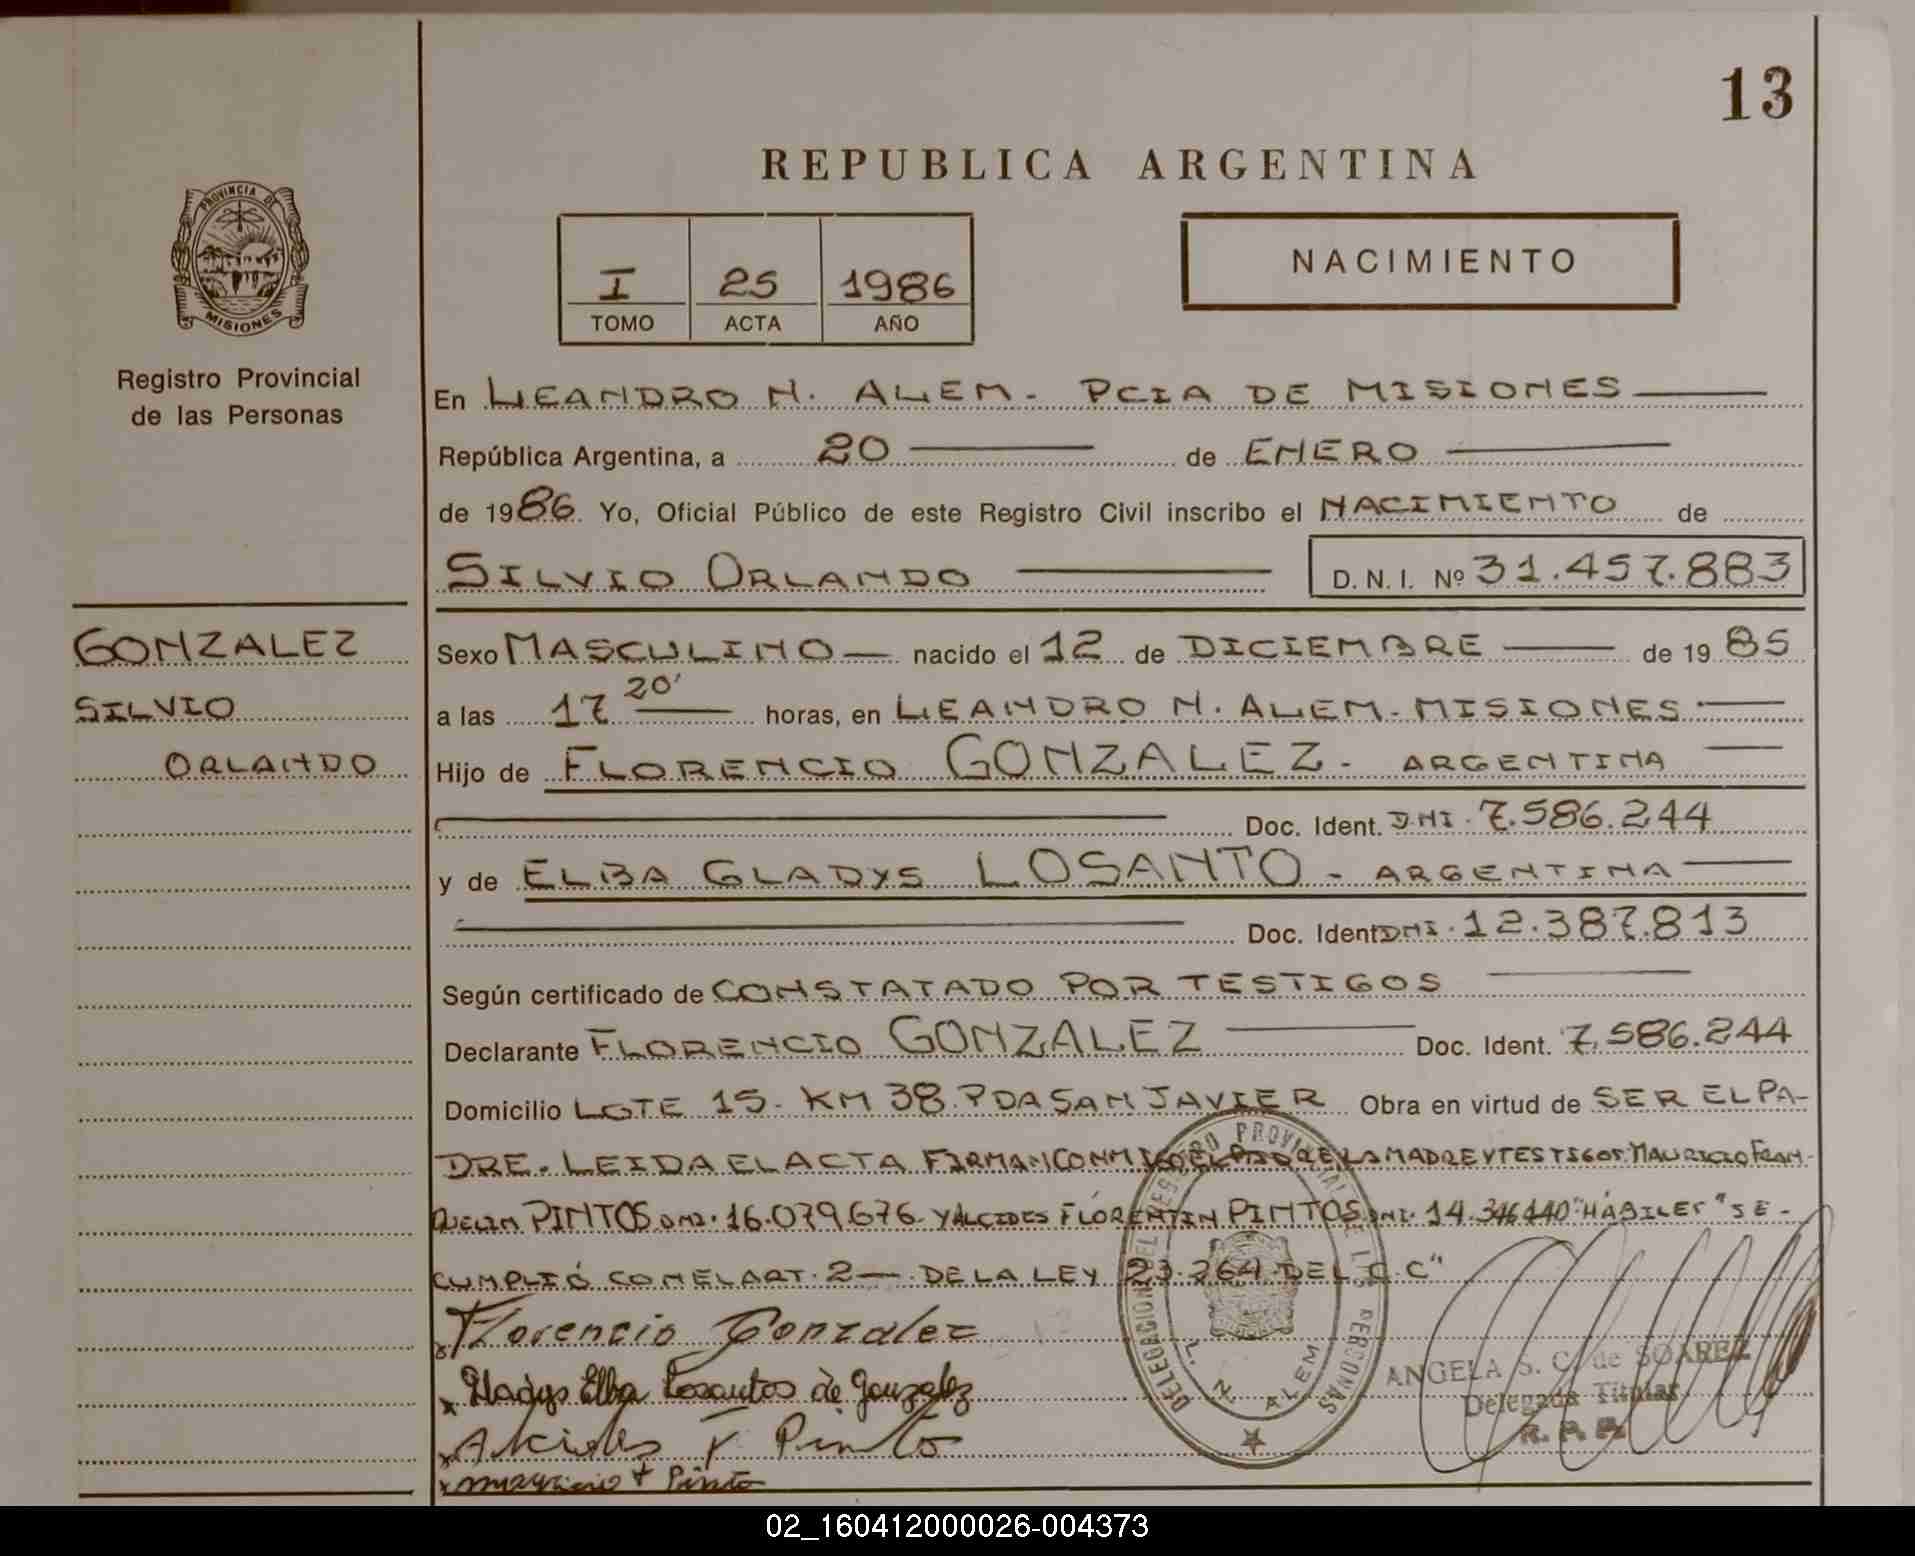 13
REPUBLICA ARGENTINA
PROVINCIA DE
MISIONES
Registro Provincial
de las Personas
I 25 1986
TOMO ACTA AÑO
NACIMIENTO
En LEANDRO N. ALEM - PCIA DE MISIONES
República Argentina, a 20 de ENERO
de 1986 Yo, Oficial Público de este Registro Civil inscribo el NACIMIENTO de
SILVIO ORLANDO D. N. I. Nº 31.457.883
GONZALEZ
SILVIO
ORLANDO
Sexo MASCULINO nacido el 12 de DICIEMBRE de 1985
a las 17 20' horas, en LEANDRO N. ALEM - MISIONES
Hijo de FLORENCIO GONZALEZ - ARGENTINA
Doc. Ident. DNI. 7.586.244
y de ELBA GLADYS LOSANTO - ARGENTINA
Doc. Ident DNI. 12.387.813
Según certificado de CONSTATADO POR TESTIGOS
Declarante FLORENCIO GONZALEZ Doc. Ident. 7.586.244
Domicilio LOTE 15 - KM 38 PDA SAN JAVIER Obra en virtud de SER EL PA-
DRE. LEIDA EL ACTA FIRMAN CONMIGO EL PADRE LA MADRE Y TESTIGOS MAURICIO FRAN-
QUELIN PINTOS DNI. 16.079.676 Y ALCIDES FLORENTIN PINTOS DNI. 14.346.440 "HÁBILES" SE-
CUMPLIÓ CON EL ART. 2 DE LA LEY 23.264 DEL C. C"
Florencio Gonzalez
Gladys Elba Losantos de Gonzalez
Alcides F Pinto
mauricio F Pinto
DELEGACION DEL REGISTRO PROVINCIAL DE LAS PERSONAS
L. N. ALEM
ANGELA S. C. de SOAREZ
Delegada Titular
R. P. P.
02_160412000026-004373